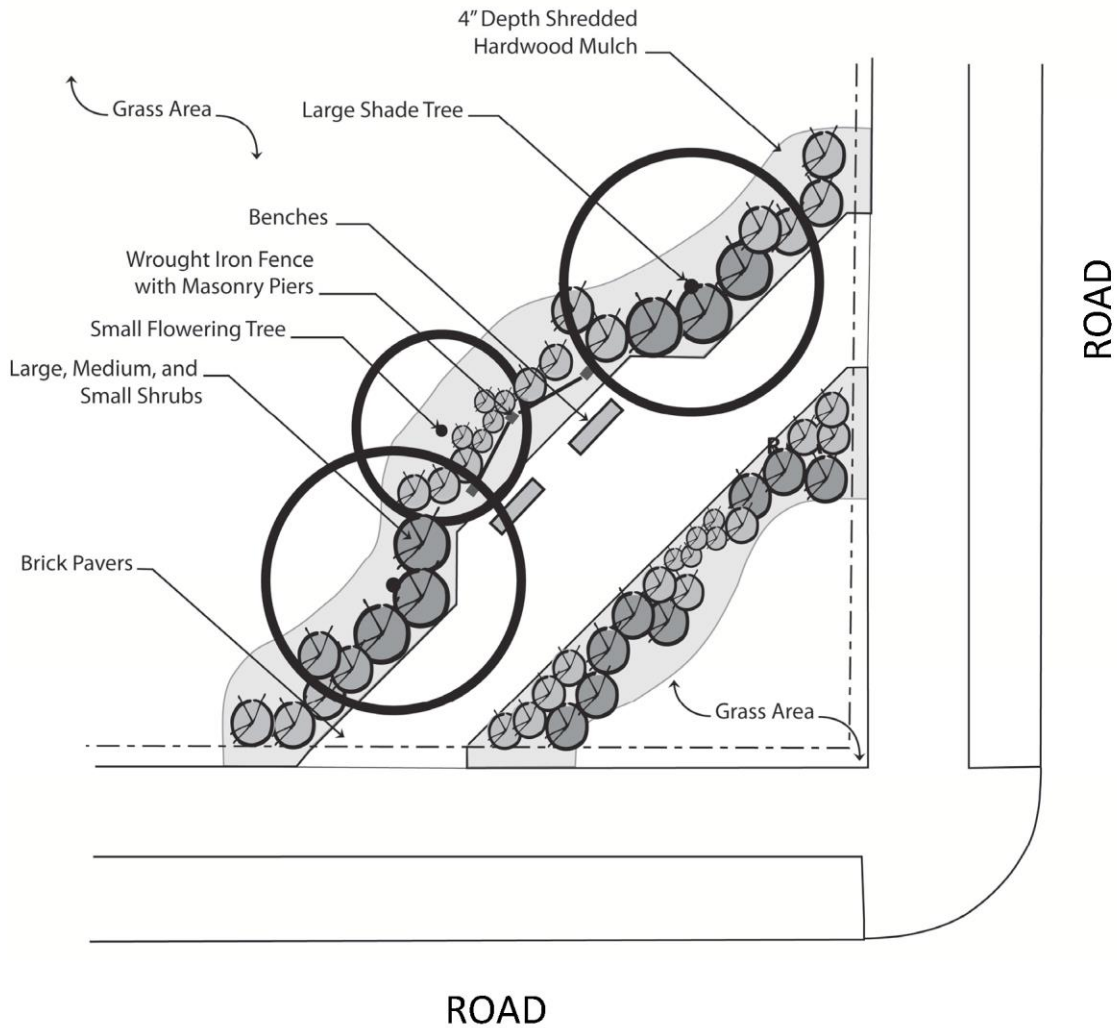 4” Depth Shredded
Hardwood Mulch
Grass Area
Large Shade Tree
Benches
Wrought Iron Fence
with Masonry Piers
Small Flowering Tree
Large, Medium, and
Small Shrubs
Brick Pavers
Grass Area
ROAD
ROAD